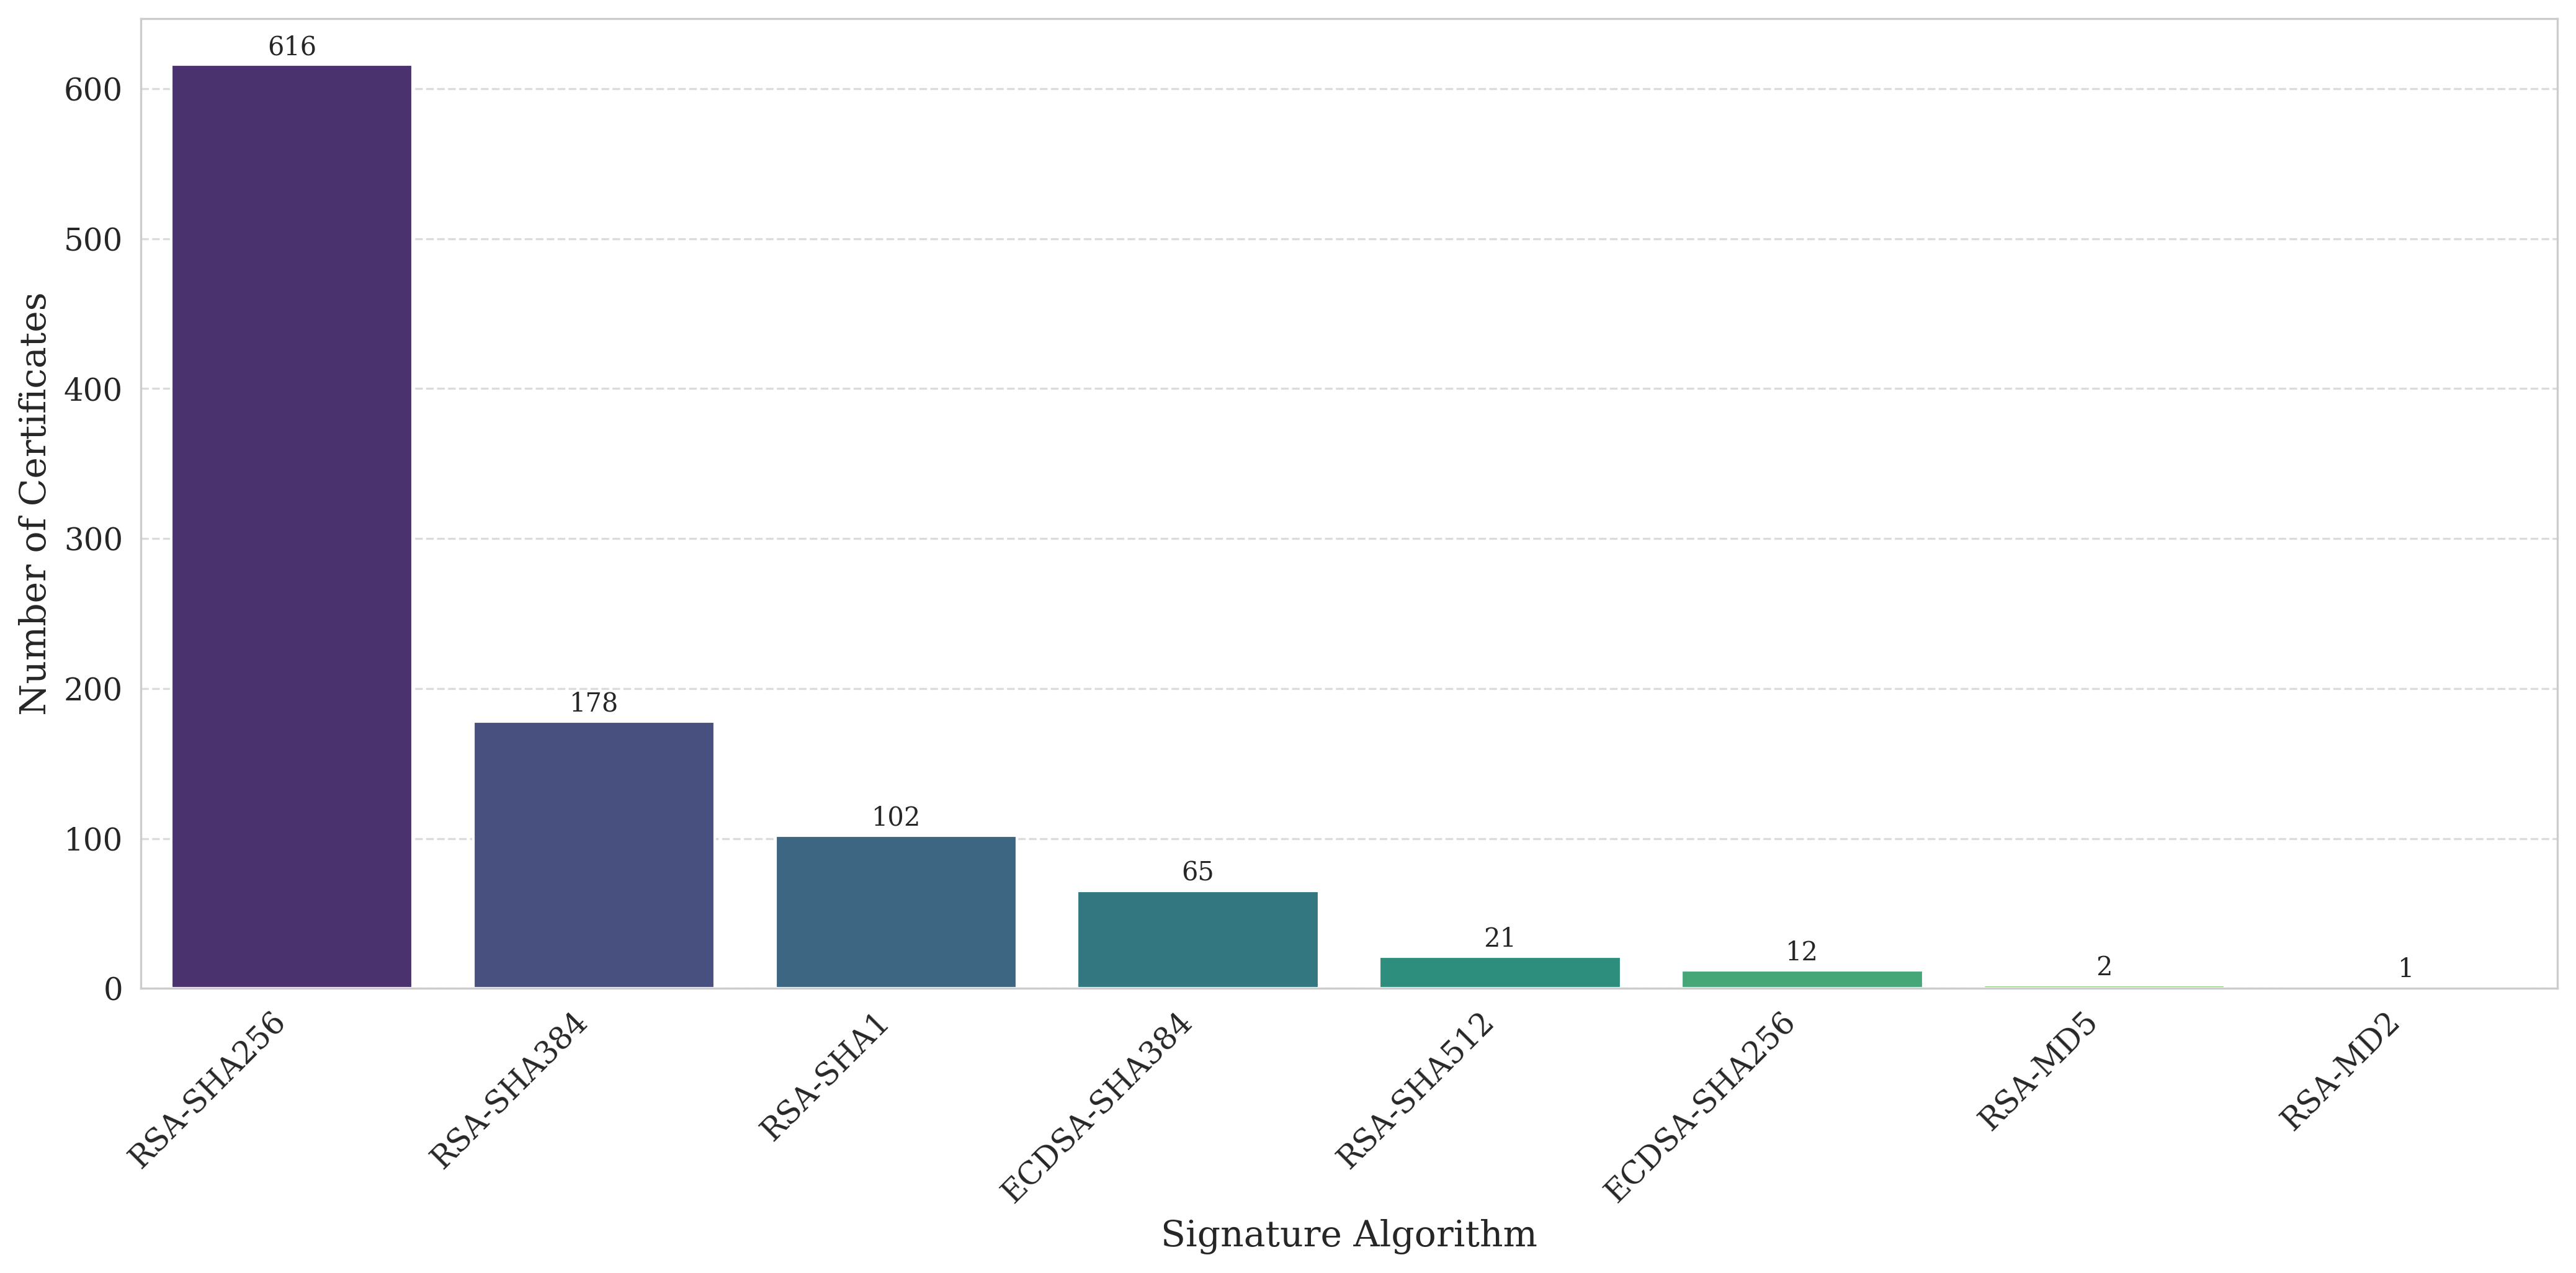 Number of Certificates
600
500
400
300
200
100
0
616
178
102
65
21
12
2
1
RSA-SHA256
RSA-SHA384
RSA-SHA1
ECDSA-SHA384
RSA-SHA512
ECDSA-SHA256
RSA-MD5
RSA-MD2
Signature Algorithm